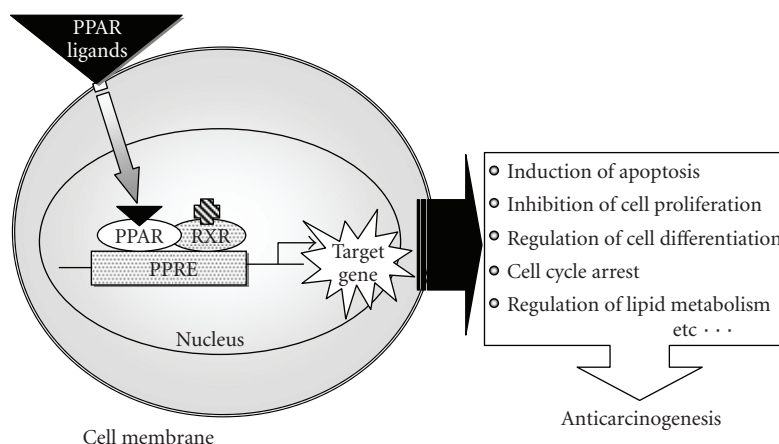 PPAR
ligands
PPAR
RXR
PPRE
Target
gene
Nucleus
Cell membrane
Induction of apoptosis
Inhibition of cell proliferation
Regulation of cell differentiation
Cell cycle arrest
Regulation of lipid metabolism
etc · · ·
Anticarcinogenesis